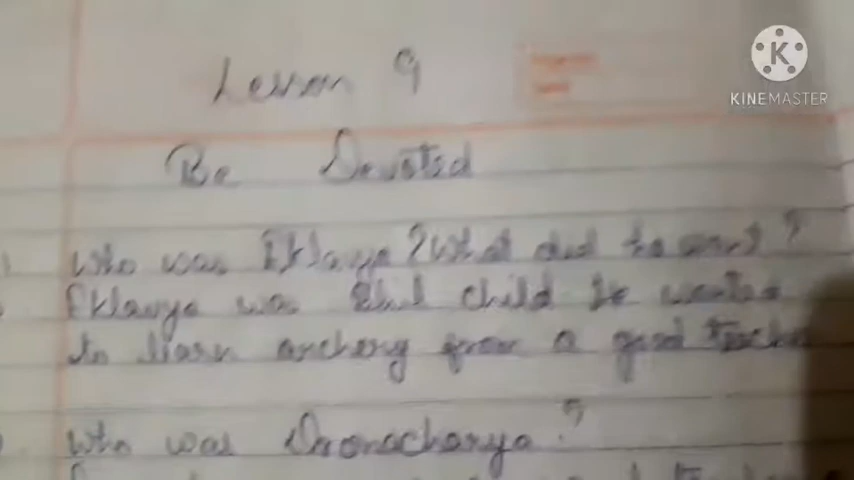 KINEMASTER
Lesson 9
Be Devoted
who was Eklavya? What did he want?
Eklavya was Bhil child he wanted
to learn archery from a good teache
who was Dronacharya?